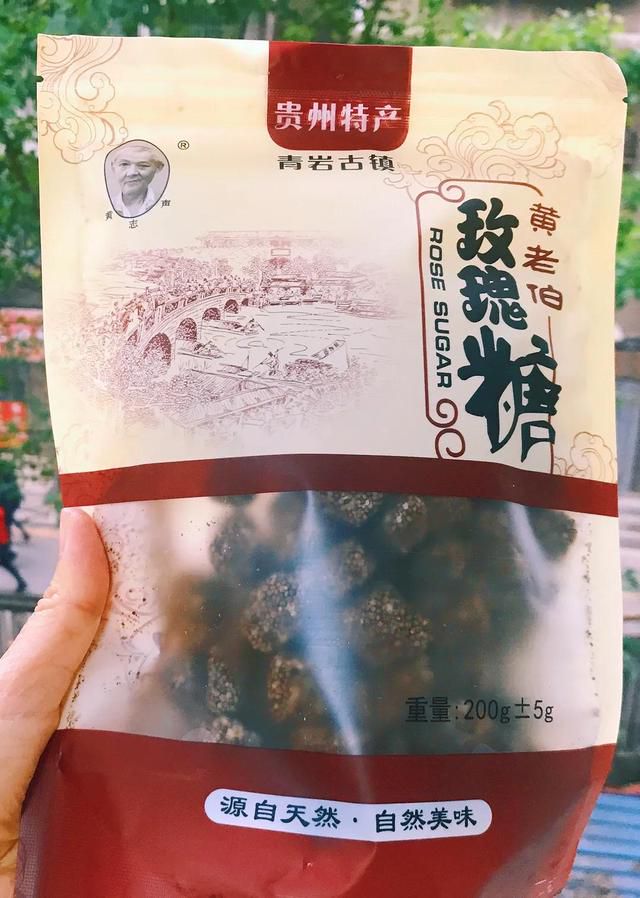 贵州特产
青岩古镇
®
黄志声
黄老伯
玫瑰糖
ROSE SUGAR
重量:200g±5g
源自天然·自然美味